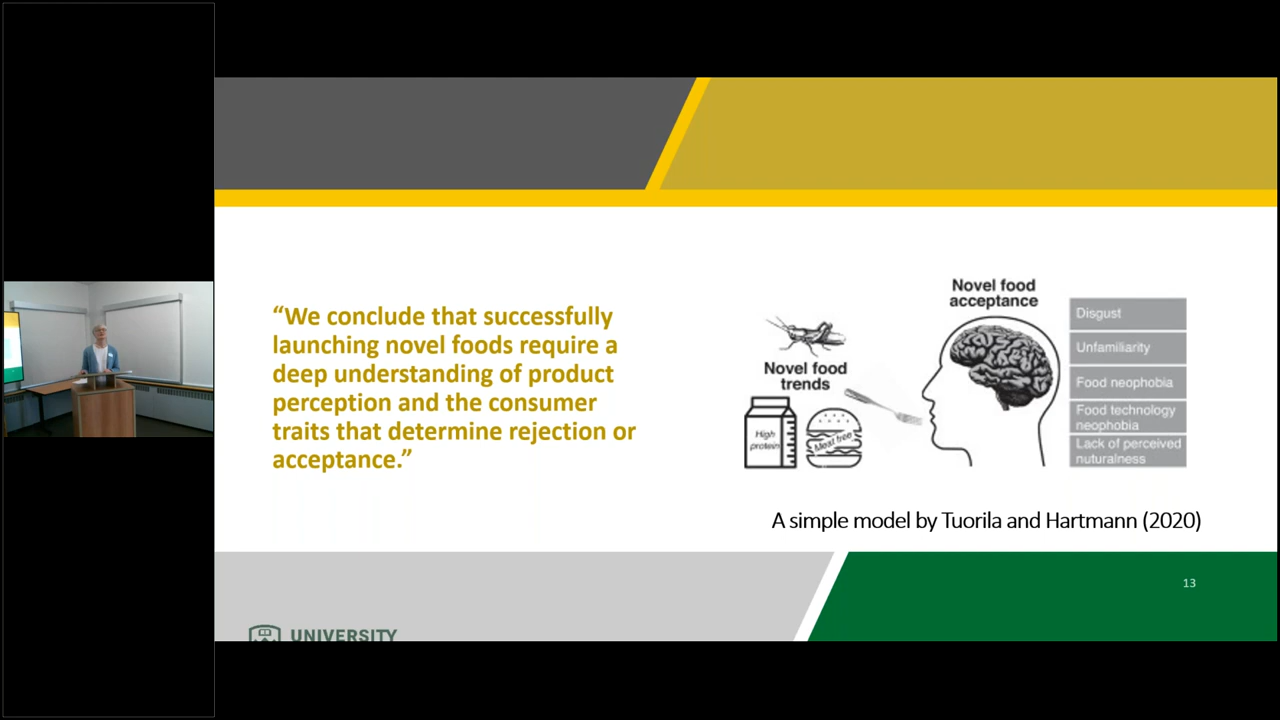 “We conclude that successfully
launching novel foods require a
deep understanding of product
perception and the consumer
traits that determine rejection or
acceptance.”
Novel food
trends
High
protein
Meat free
Novel food
acceptance
Disgust
Unfamiliarity
Food neophobia
Food technology
neophobia
Lack of perceived
nuturalness
A simple model by Tuorila and Hartmann (2020)
13
UNIVERSITY